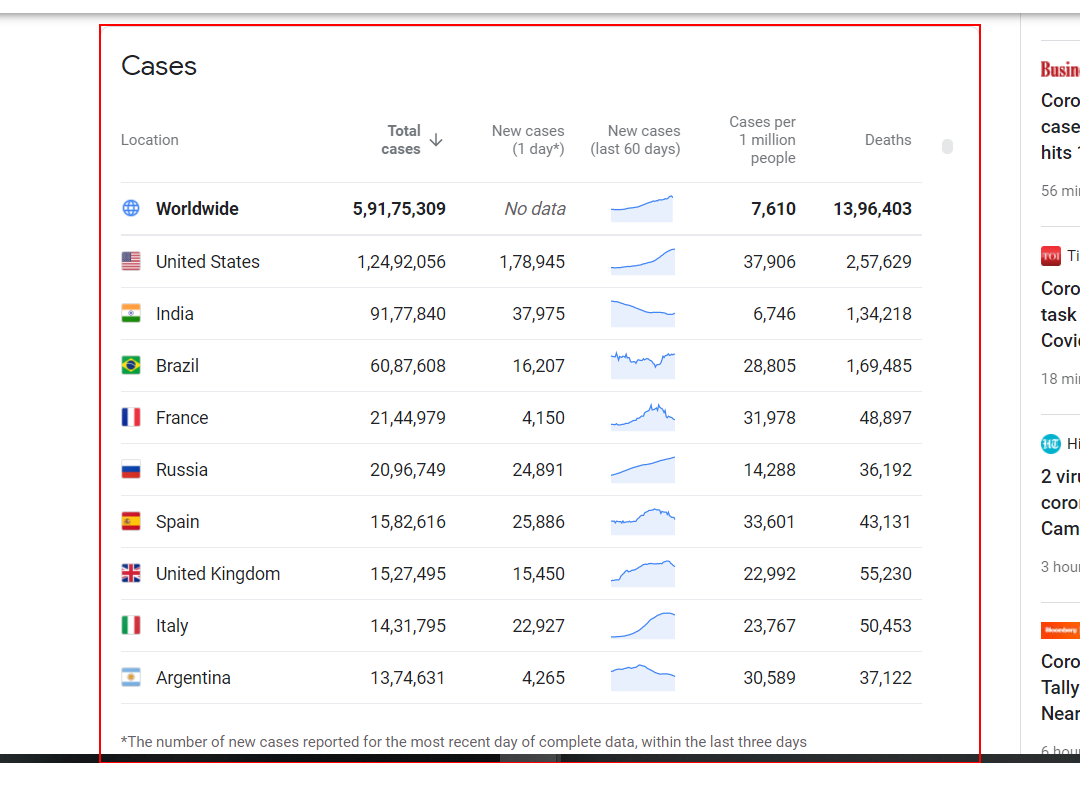 Cases
Location
Total cases
New cases (1 day*)
New cases (last 60 days)
Cases per 1 million people
Deaths
Worldwide 5,91,75,309 No data 7,610 13,96,403
United States 1,24,92,056 1,78,945 37,906 2,57,629
India 91,77,840 37,975 6,746 1,34,218
Brazil 60,87,608 16,207 28,805 1,69,485
France 21,44,979 4,150 31,978 48,897
Russia 20,96,749 24,891 14,288 36,192
Spain 15,82,616 25,886 33,601 43,131
United Kingdom 15,27,495 15,450 22,992 55,230
Italy 14,31,795 22,927 23,767 50,453
Argentina 13,74,631 4,265 30,589 37,122
*The number of new cases reported for the most recent day of complete data, within the last three days
Busin
Coro
case
hits
56 mi
TOI Ti
Coro
task
Covi
18 mi
HT Hi
2 vir
coro
Cam
3 hou
Bloomberg
Coro
Tally
Near
6 hou